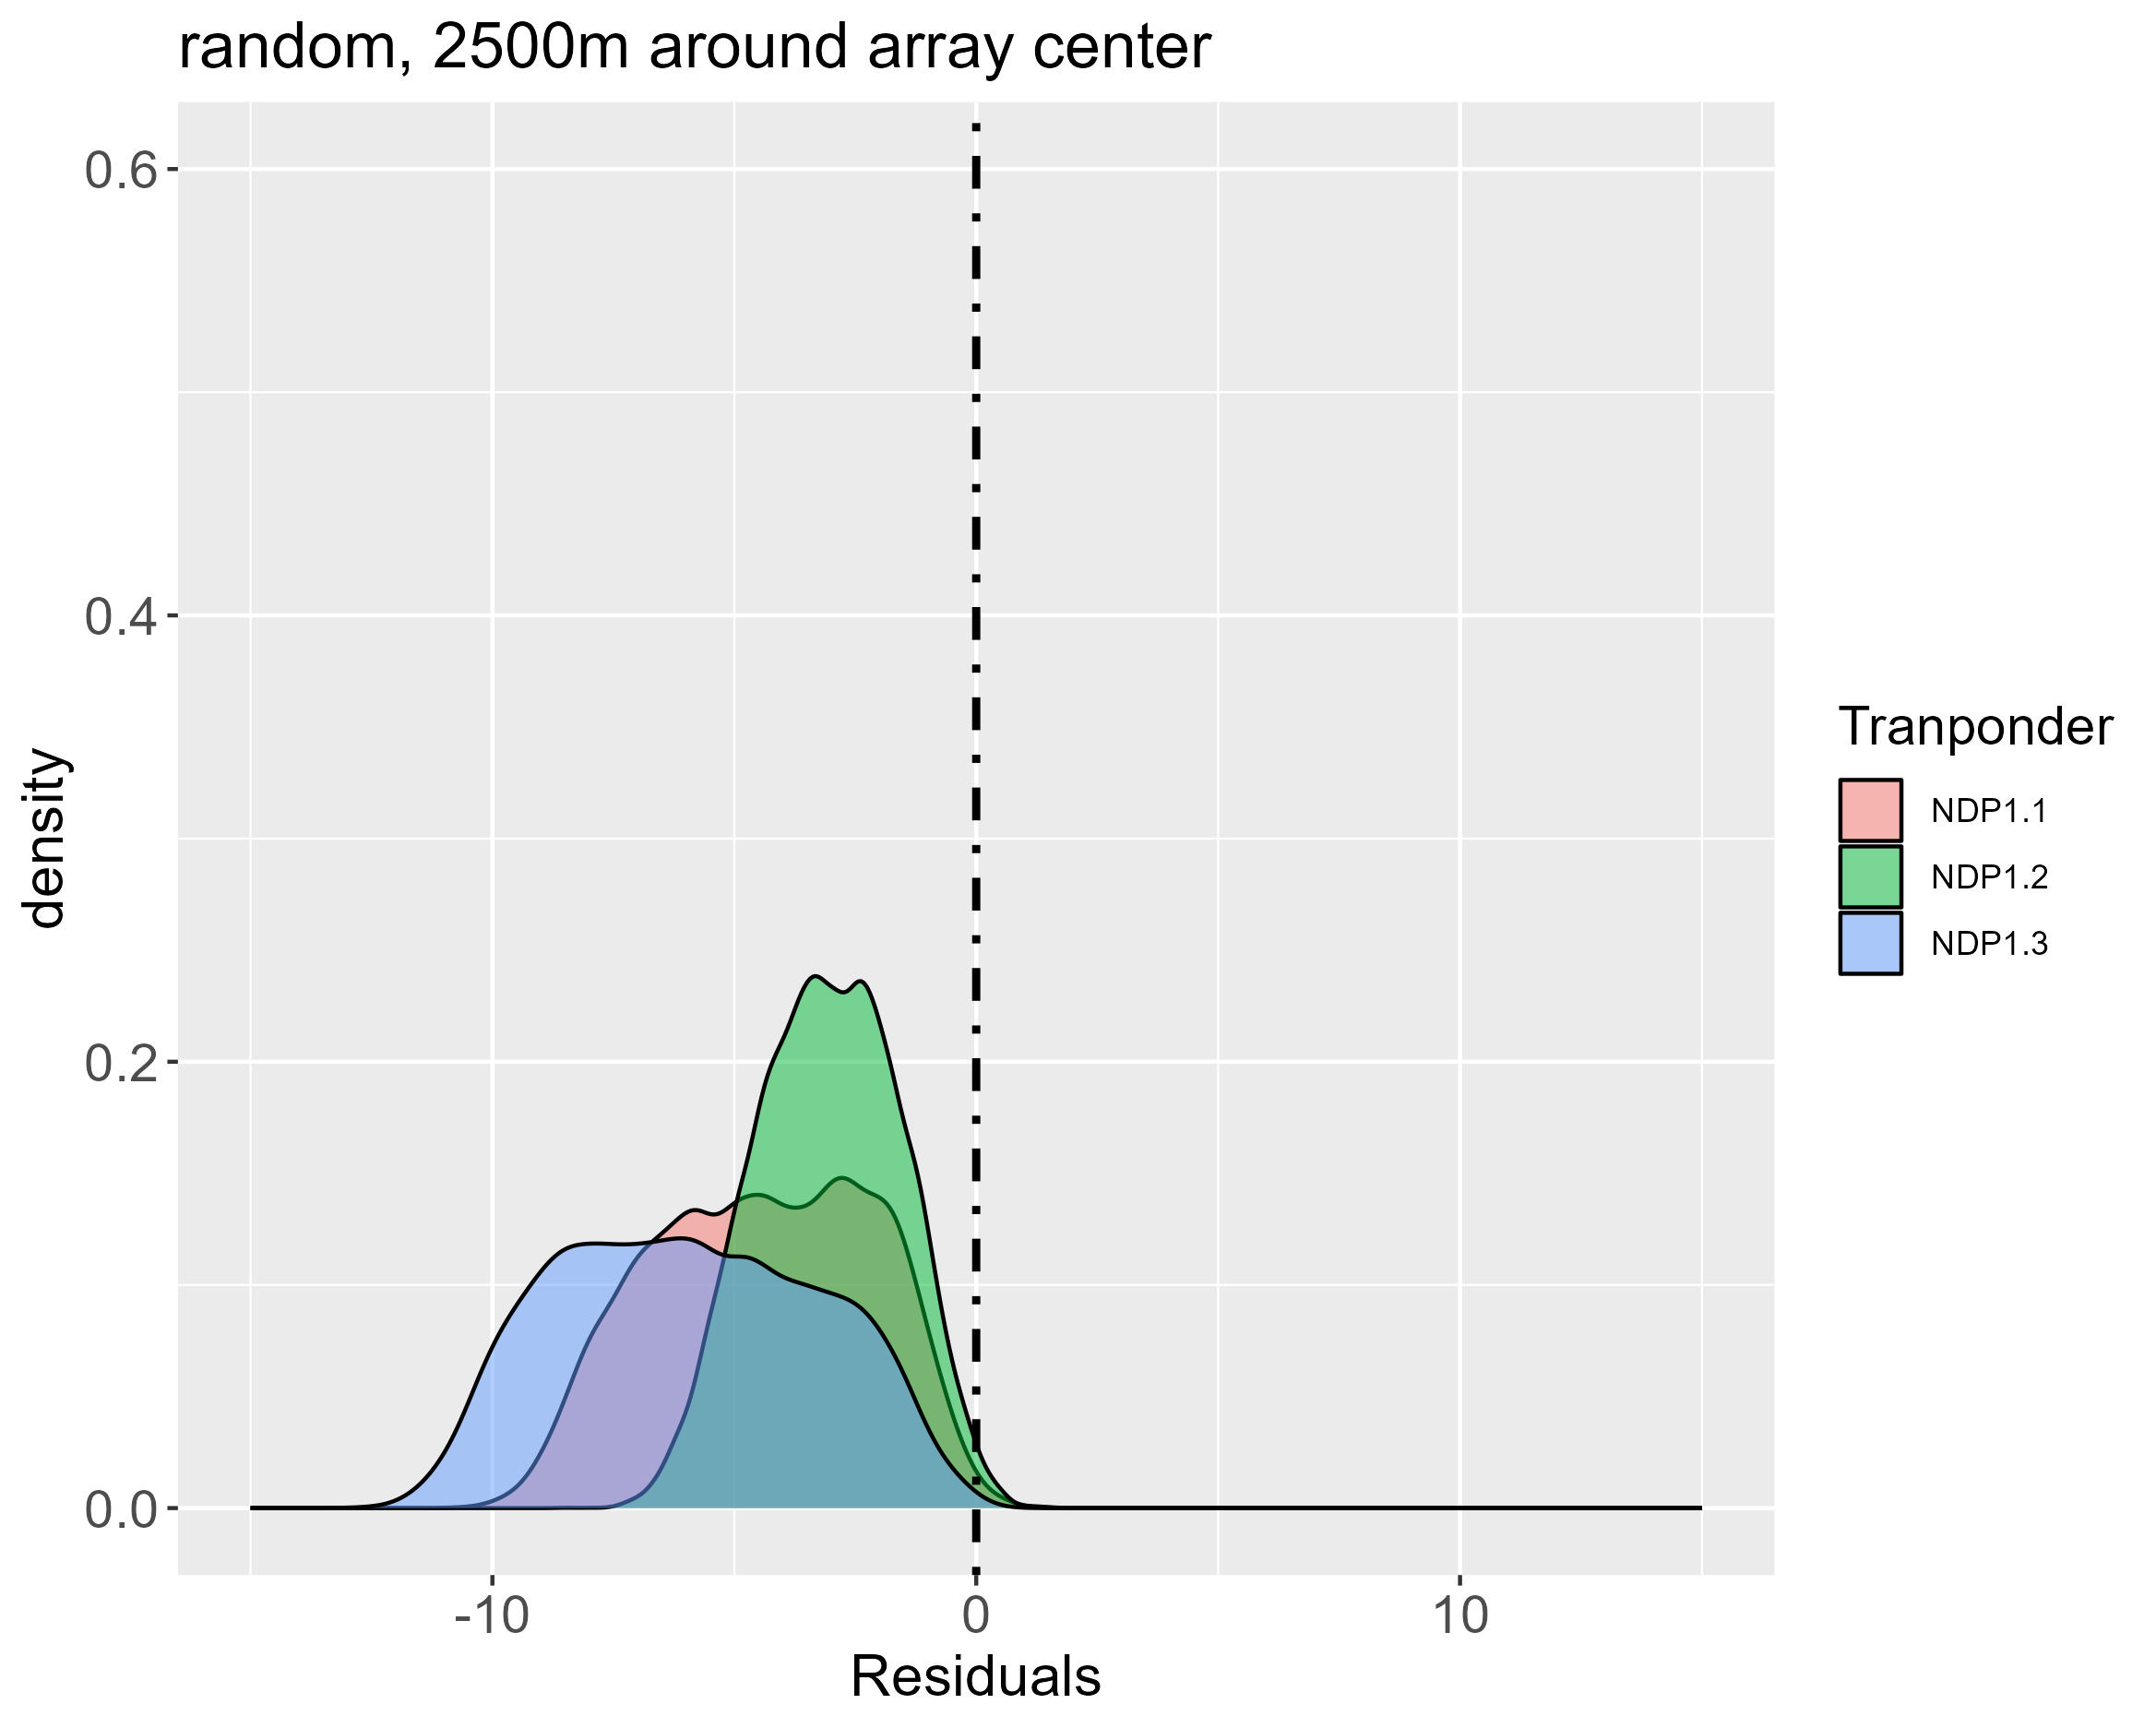 random, 2500m around array center
0.6
0.4
0.2
0.0
density
-10 0 10
Residuals
Tranponder
NDP1.1
NDP1.2
NDP1.3